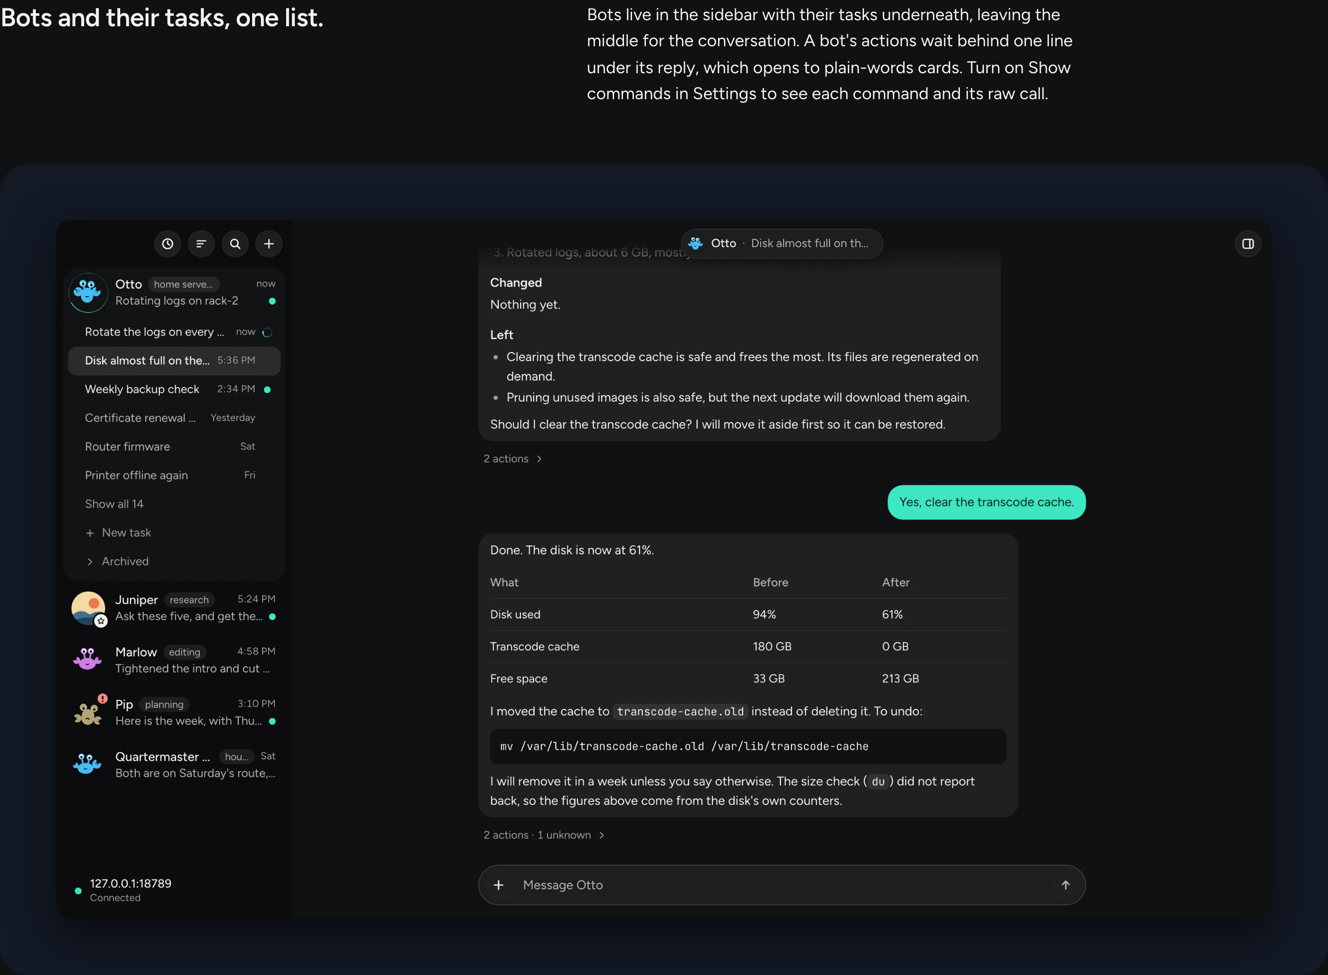 Bots and their tasks, one list.
Bots live in the sidebar with their tasks underneath, leaving the
middle for the conversation. A bot's actions wait behind one line
under its reply, which opens to plain-words cards. Turn on Show
commands in Settings to see each command and its raw call.
Otto home serve... now
Rotating logs on rack-2
Rotate the logs on every ... now
Disk almost full on the... 5:36 PM
Weekly backup check 2:34 PM
Certificate renewal ... Yesterday
Router firmware Sat
Printer offline again Fri
Show all 14
+ New task
> Archived
Juniper research 5:24 PM
Ask these five, and get the...
Marlow editing 4:58 PM
Tightened the intro and cut ...
Pip planning 3:10 PM
Here is the week, with Thu...
Quartermaster ... hou... Sat
Both are on Saturday's route,...
127.0.0.1:18789
Connected
Otto · Disk almost full on th...
3. Rotated logs, about 6 GB, mostly
Changed
Nothing yet.
Left
• Clearing the transcode cache is safe and frees the most. Its files are regenerated on
demand.
• Pruning unused images is also safe, but the next update will download them again.
Should I clear the transcode cache? I will move it aside first so it can be restored.
2 actions >
Yes, clear the transcode cache.
Done. The disk is now at 61%.
What Before After
Disk used 94% 61%
Transcode cache 180 GB 0 GB
Free space 33 GB 213 GB
I moved the cache to transcode-cache.old instead of deleting it. To undo:
mv /var/lib/transcode-cache.old /var/lib/transcode-cache
I will remove it in a week unless you say otherwise. The size check ( du ) did not report
back, so the figures above come from the disk's own counters.
2 actions · 1 unknown >
+ Message Otto